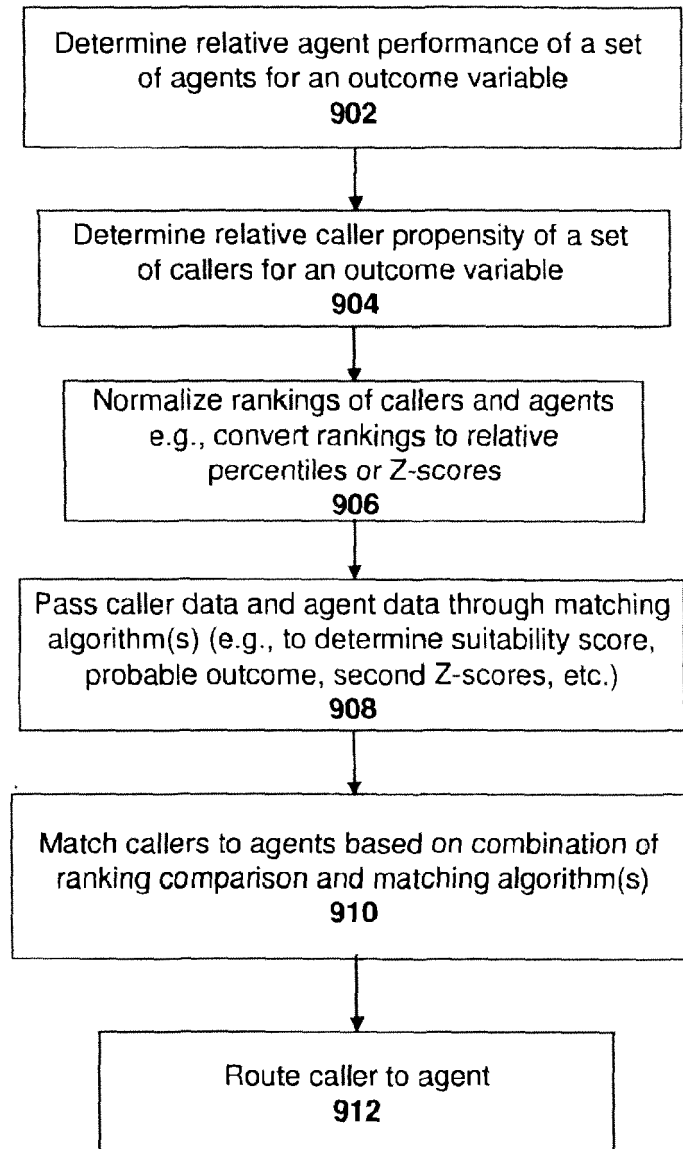 Determine relative agent performance of a set
of agents for an outcome variable
902
Determine relative caller propensity of a set
of callers for an outcome variable
904
Normalize rankings of callers and agents
e.g., convert rankings to relative
percentiles or Z-scores
906
Pass caller data and agent data through matching
algorithm(s) (e.g., to determine suitability score,
probable outcome, second Z-scores, etc.)
908
Match callers to agents based on combination of
ranking comparison and matching algorithm(s)
910
Route caller to agent
912